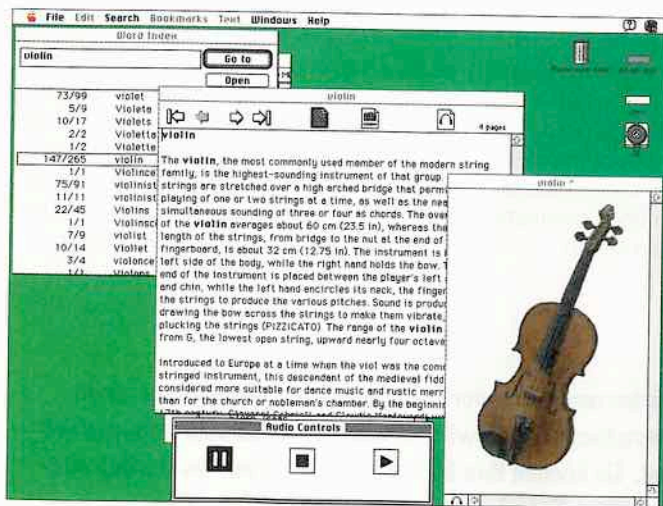 File Edit Search Bookmarks Text Windows Help
Word Index
violin
Go to
Open
73/99 violet
5/9 Violeta
10/17 Violets
2/2 Violetta
1/2 Violette
147/265 violin
1/1 Violince
75/91 violinist
11/11 violinist
22/45 Violins
1/1 Violinsc
7/9 violist
10/14 Viollet
3/4 violonce
1/1 Violons
violin
4 pages
violin
The violin, the most commonly used member of the modern string
family, is the highest-sounding instrument of that group.
strings are stretched over a high arched bridge that perm
playing of one or two strings at a time, as well as the nea
simultaneous sounding of three or four as chords. The over
of the violin averages about 60 cm (23.5 in), whereas the
length of the strings, from bridge to the nut at the end of
fingerboard, is about 32 cm (12.75 in). The instrument is
left side of the body, while the right hand holds the bow.
end of the instrument is placed between the player's left
and chin, while the left hand encircles its neck, the finger
the strings to produce the various pitches. Sound is produc
drawing the bow across the strings to make them vibrate,
plucking the strings (PIZZICATO). The range of the violin
from G, the lowest open string, upward nearly four octave
Introduced to Europe at a time when the viol was the com
stringed instrument, this descendant of the medieval fidd
considered more suitable for dance music and rustic merr
than for the church or nobleman's chamber. By the beginnin
violin
Audio Controls